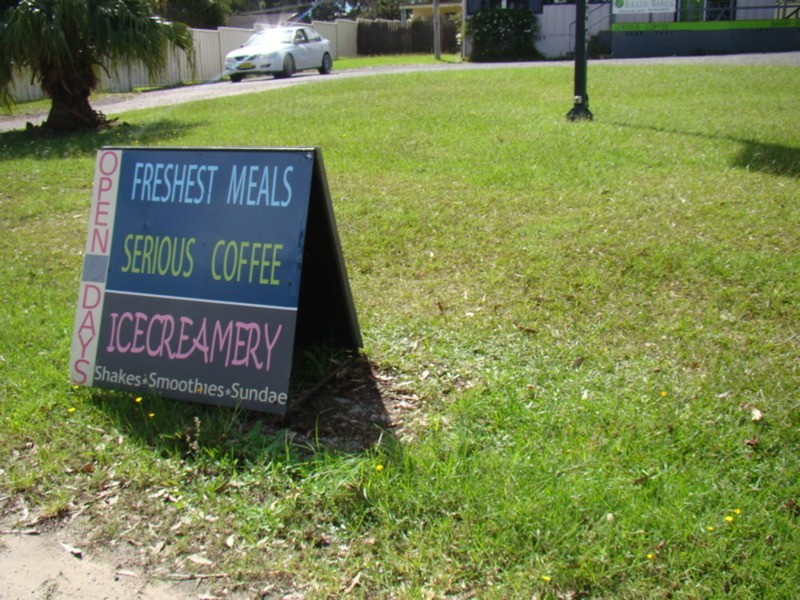 OPEN DAYS
FRESHEST MEALS
SERIOUS COFFEE
ICECREAMERY
Shakes•Smoothies•Sundae